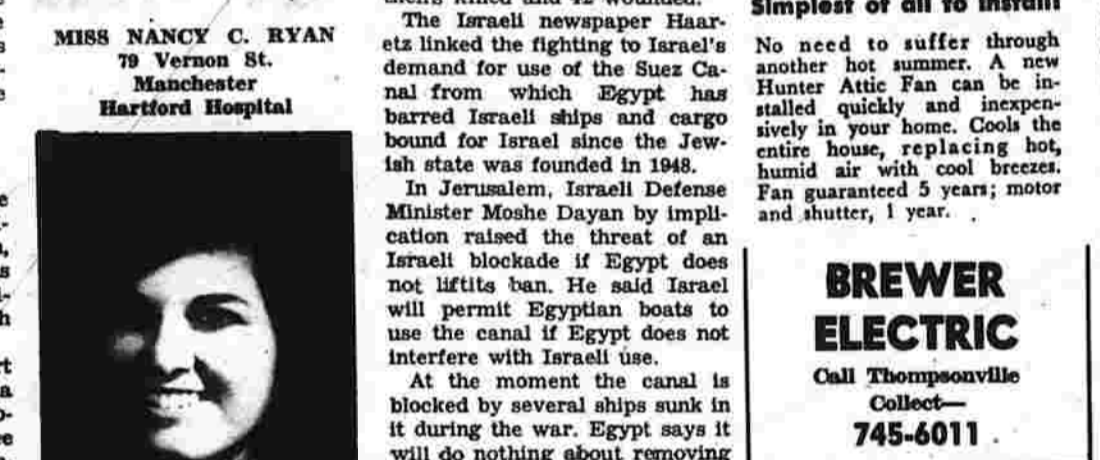 MISS NANCY C. RYAN
79 Vernon St.
Manchester
Hartford Hospital
The Israeli newspaper Haar-
etz linked the fighting to Israel's
demand for use of the Suez Ca-
nal from which Egypt has
barred Israeli ships and cargo
bound for Israel since the Jew-
ish state was founded in 1948.
In Jerusalem, Israeli Defense
Minister Moshe Dayan by impli-
cation raised the threat of an
Israeli blockade if Egypt does
not liftits ban. He said Israel
will permit Egyptian boats to
use the canal if Egypt does not
interfere with Israeli use.
At the moment the canal is
blocked by several ships sunk in
it during the war. Egypt says it
will do nothing about removing
Simplest of all to install
No need to suffer through
another hot summer. A new
Hunter Attic Fan can be in-
stalled quickly and inexpen-
sively in your home. Cools the
entire house, replacing hot,
humid air with cool breezes.
Fan guaranteed 5 years; motor
and shutter, 1 year.
BREWER
ELECTRIC
Call Thompsonville
Collect—
745-6011